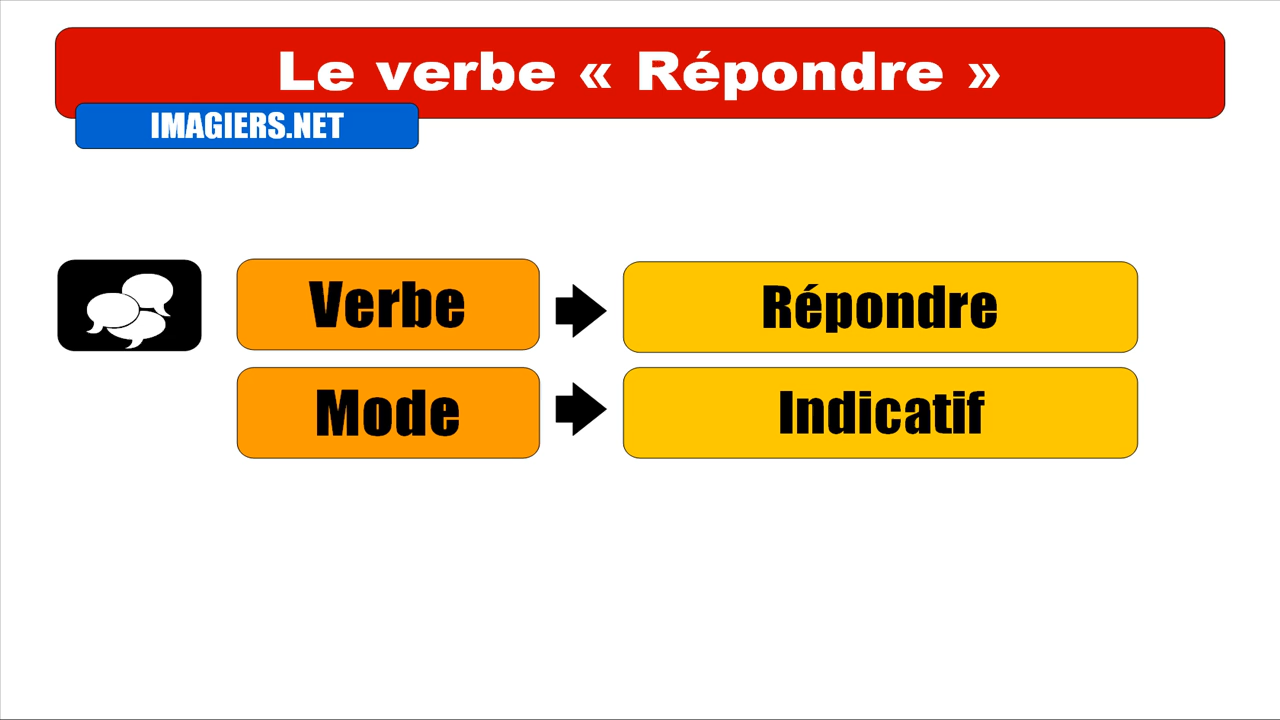 Le verbe « Répondre »
IMAGIERS.NET
Verbe Répondre
Mode Indicatif